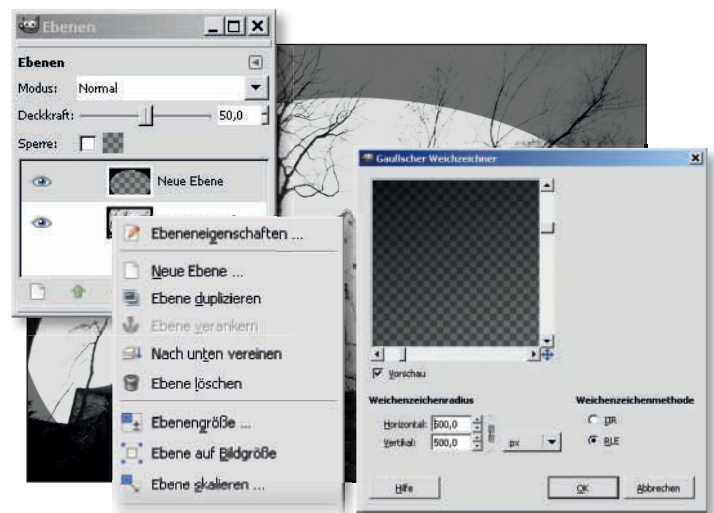 Ebenen
Ebenen
Modus: Normal
Deckkraft: 50,0
Sperre:
Neue Ebene
Ebeneneigenschaften ...
Neue Ebene ...
Ebene duplizieren
Ebene verankern
Nach unten vereinen
Ebene löschen
Ebenengröße ...
Ebene auf Bildgröße
Ebene skalieren ...
Gaußscher Weichzeichner
Vorschau
Weichenzeichenradius
Horizontal: 500,0
Vertikal: 500,0 px
Weichenzeichenmethode
IIR
RLE
Hilfe OK Abbrechen